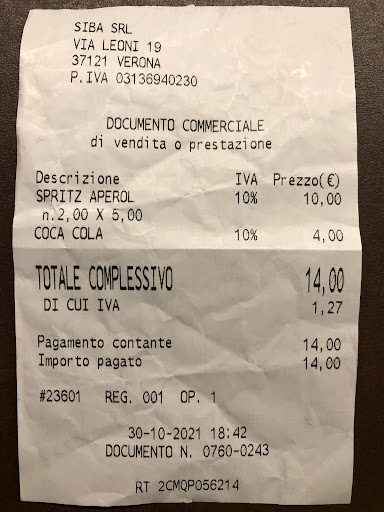 SIBA SRL
VIA LEONI 19
37121 VERONA
P.IVA 03136940230
DOCUMENTO COMMERCIALE
di vendita o prestazione
Descrizione IVA Prezzo(€)
SPRITZ APEROL 10% 10,00
n.2,00 X 5,00
COCA COLA 10% 4,00
TOTALE COMPLESSIVO 14,00
DI CUI IVA 1,27
Pagamento contante 14,00
Importo pagato 14,00
#23601 REG. 001 OP. 1
30-10-2021 18:42
DOCUMENTO N. 0760-0243
RT 2CMQP056214